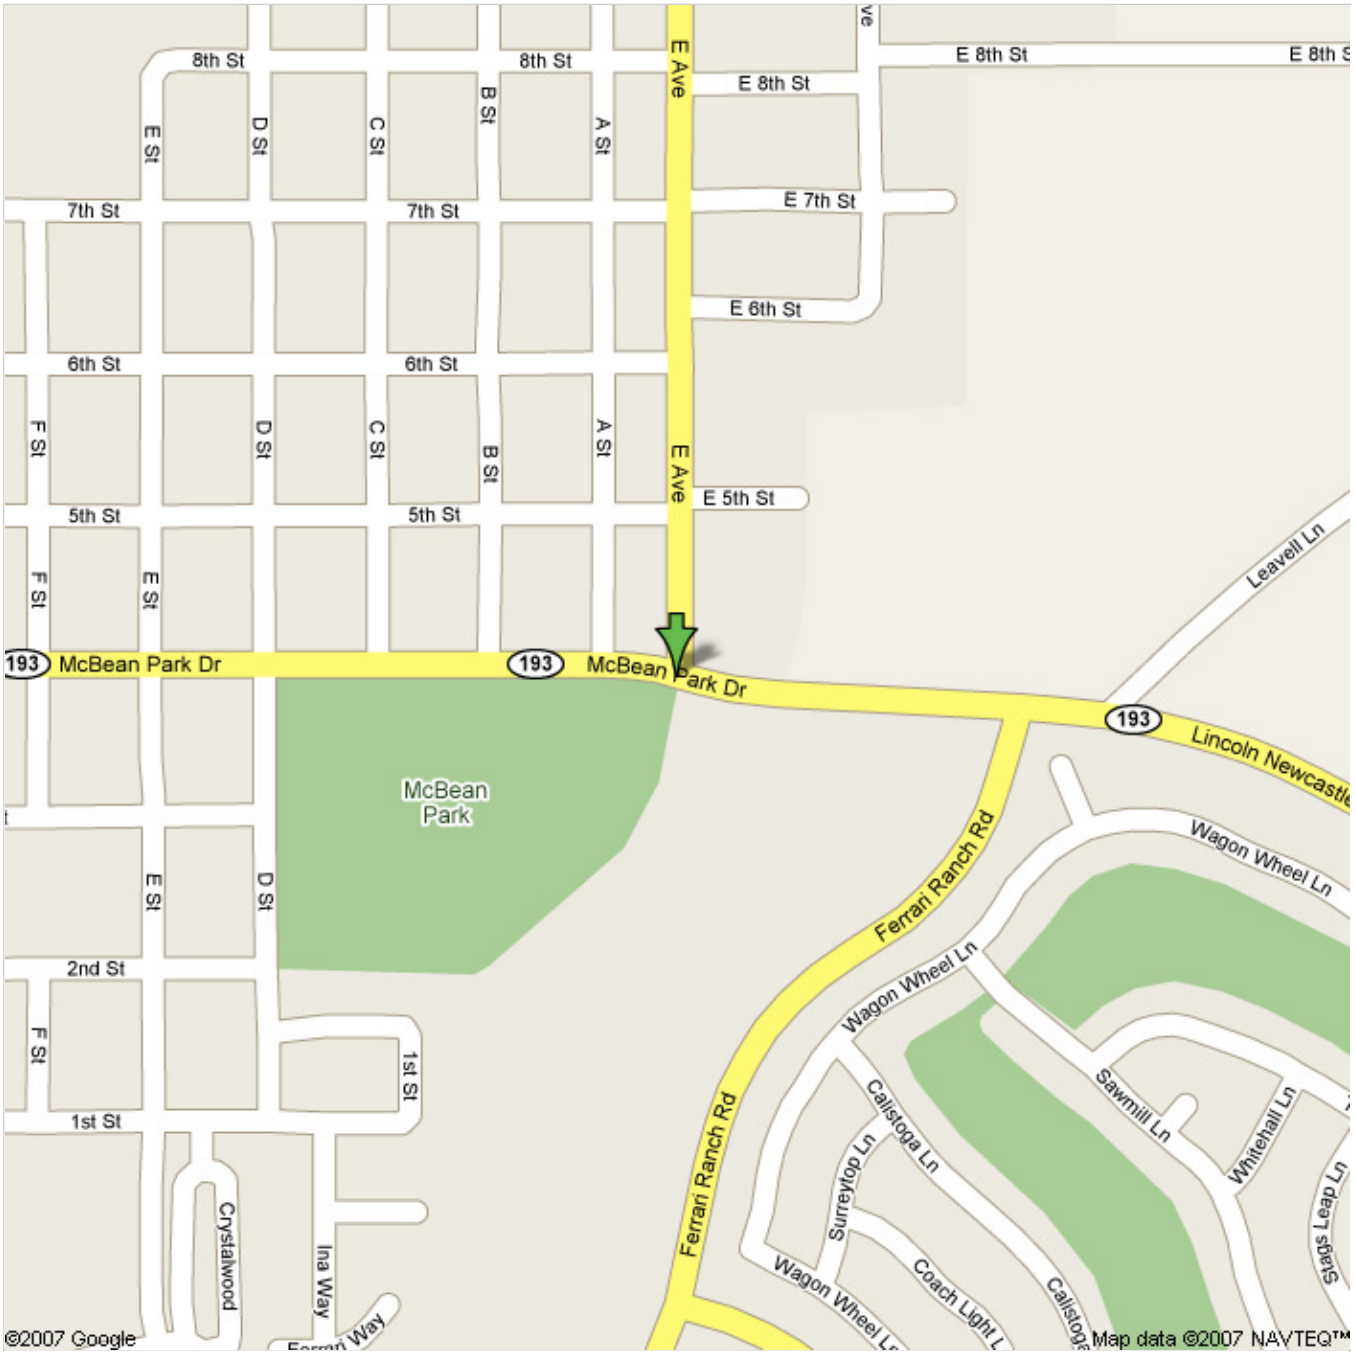 ve
8th St
8th St
E Ave
E 8th St
E 8th S
E 8th St
B St
E St
D St
C St
A St
7th St
7th St
E 7th St
E 6th St
6th St
6th St
F St
D St
C St
B St
A St
E Ave
E 5th St
5th St
5th St
Leavell Ln
F St
E St
193
McBean Park Dr
193
McBean Park Dr
193
Lincoln Newcastle
McBean
Park
t
Ferrari Ranch Rd
Wagon Wheel Ln
E St
D St
2nd St
Wagon Wheel Ln
F St
1st St
1st St
Sawmill Ln
Whitehall Ln
Calistoga Ln
Ferrari Ranch Rd
Surreytop Ln
Stags Leap Ln
Crystalwood
Ina Way
Wagon Wheel Ln
Coach Light L
Calistoga
Ferrari Way
©2007 Google
Map data ©2007 NAVTEQ™